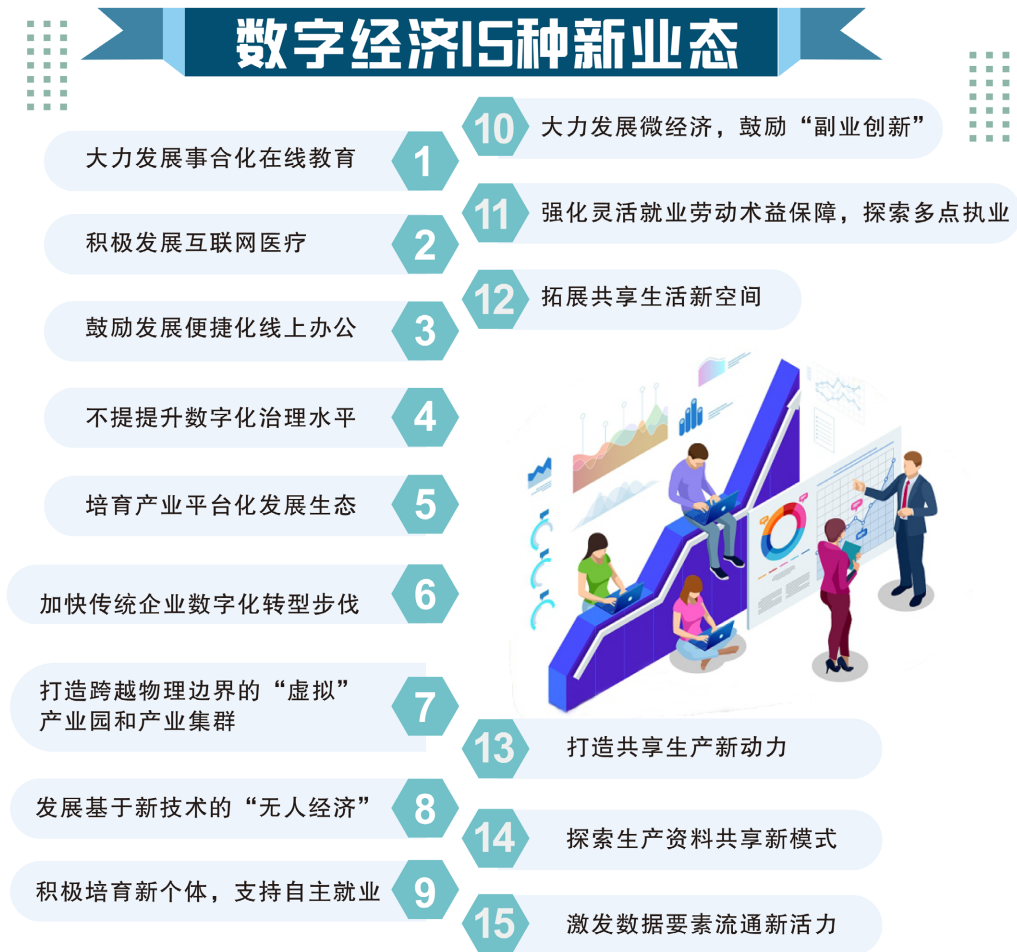 数字经济15种新业态
大力发展事合化在线教育
1
积极发展互联网医疗
2
鼓励发展便捷化线上办公
3
不提提升数字化治理水平
4
培育产业平台化发展生态
5
加快传统企业数字化转型步伐
6
打造跨越物理边界的“虚拟”
产业园和产业集群
7
发展基于新技术的“无人经济”
8
积极培育新个体，支持自主就业
9
10
大力发展微经济，鼓励“副业创新”
11
强化灵活就业劳动术益保障，探索多点执业
12
拓展共享生活新空间
13
打造共享生产新动力
14
探索生产资料共享新模式
15
激发数据要素流通新活力